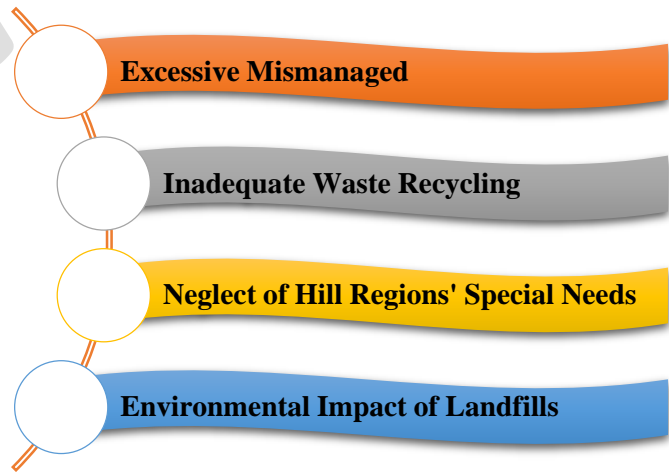 Excessive Mismanaged
Inadequate Waste Recycling
Neglect of Hill Regions' Special Needs
Environmental Impact of Landfills